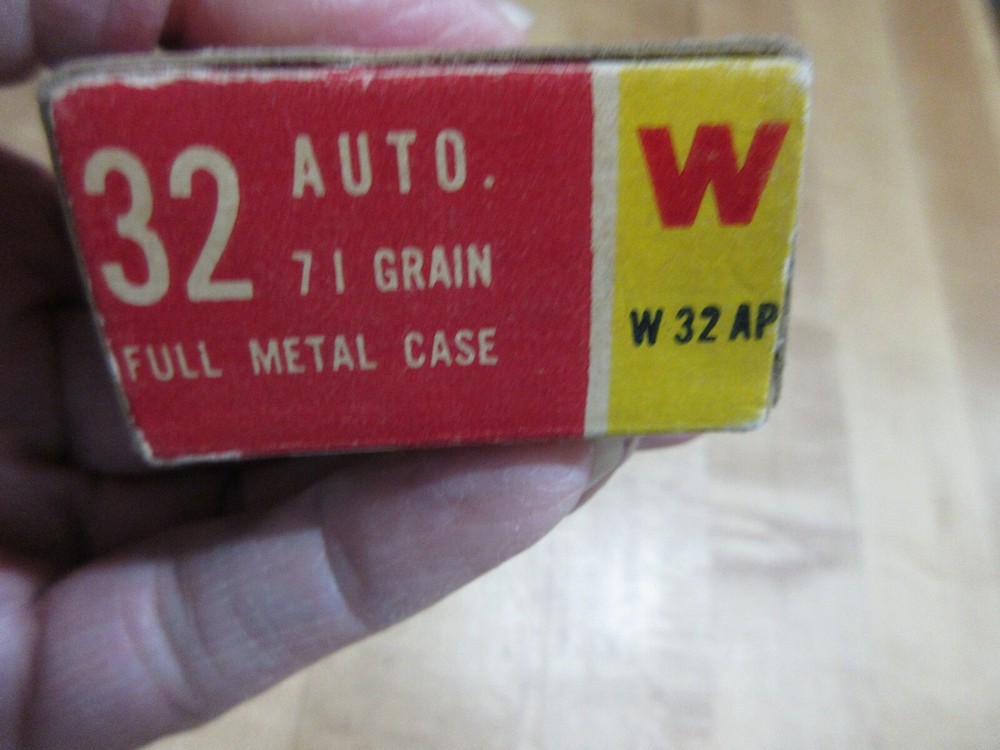 32 AUTO.
71 GRAIN
FULL METAL CASE
W
W 32 AP